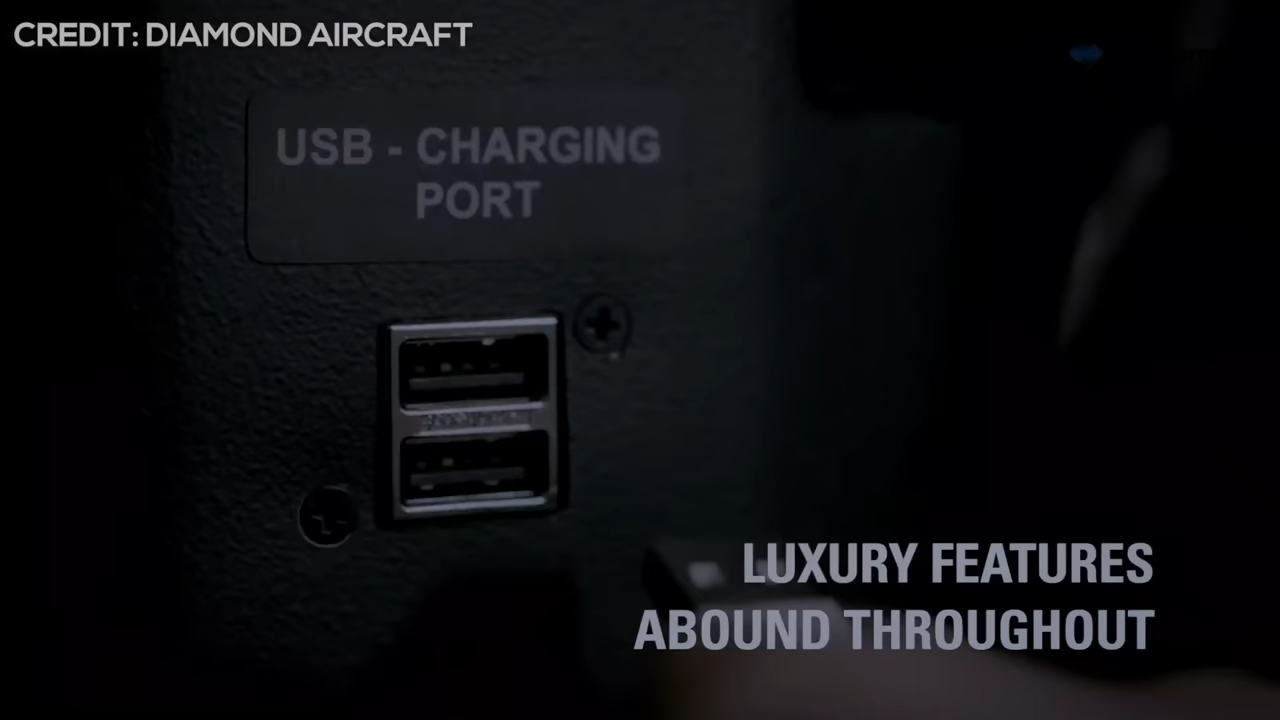 CREDIT: DIAMOND AIRCRAFT
USB - CHARGING
PORT
LUXURY FEATURES
ABOUND THROUGHOUT